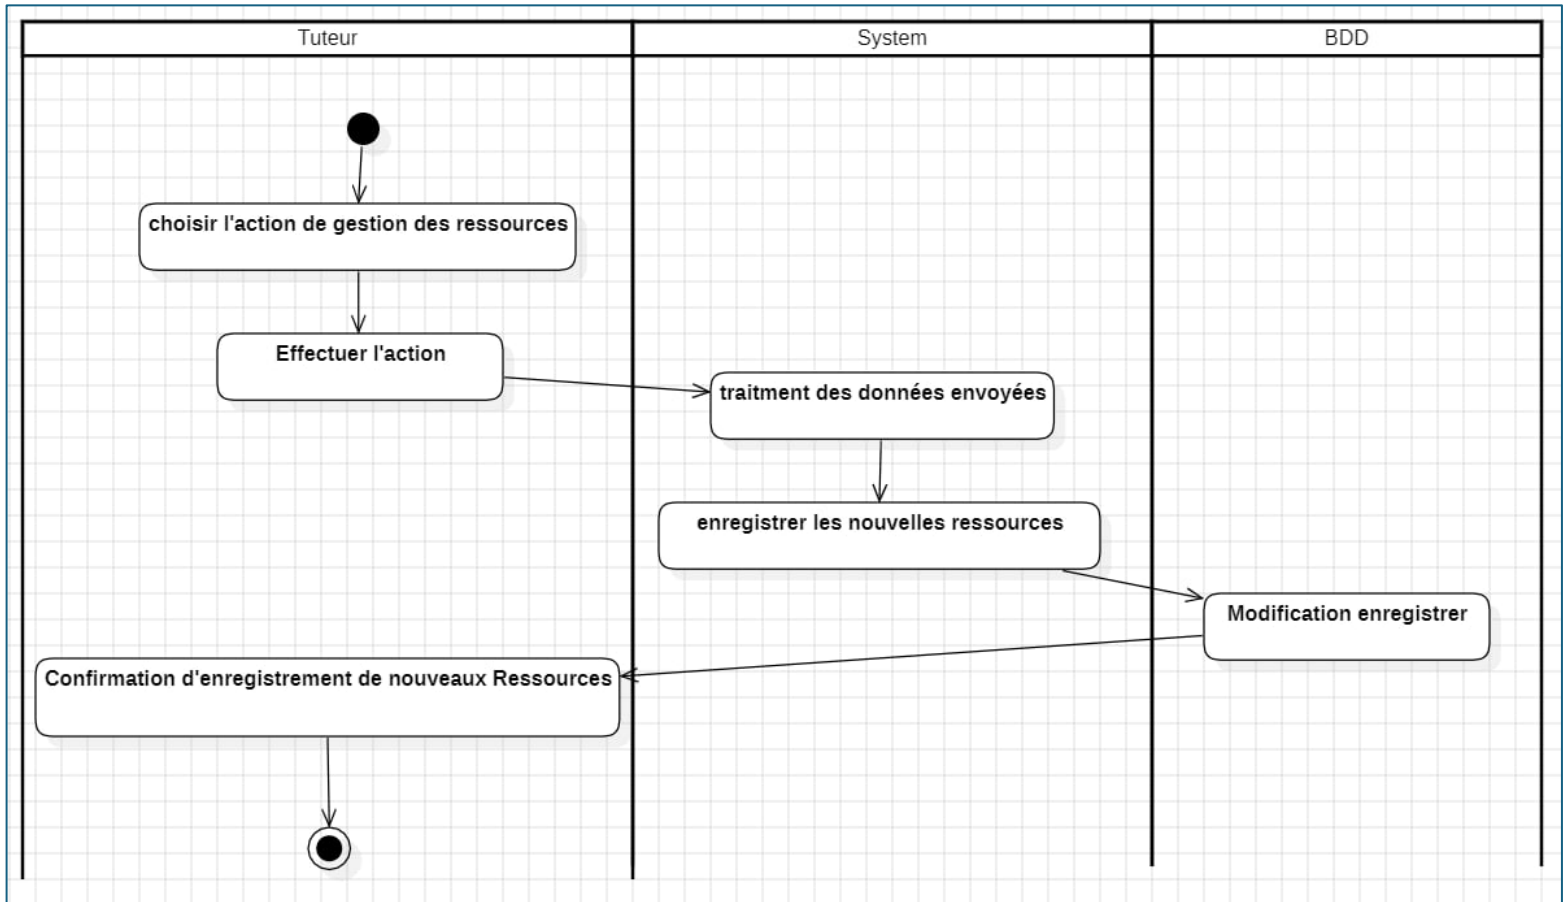 Tuteur
System
BDD
choisir l'action de gestion des ressources
Effectuer l'action
traitment des données envoyées
enregistrer les nouvelles ressources
Modification enregistrer
Confirmation d'enregistrement de nouveaux Ressources